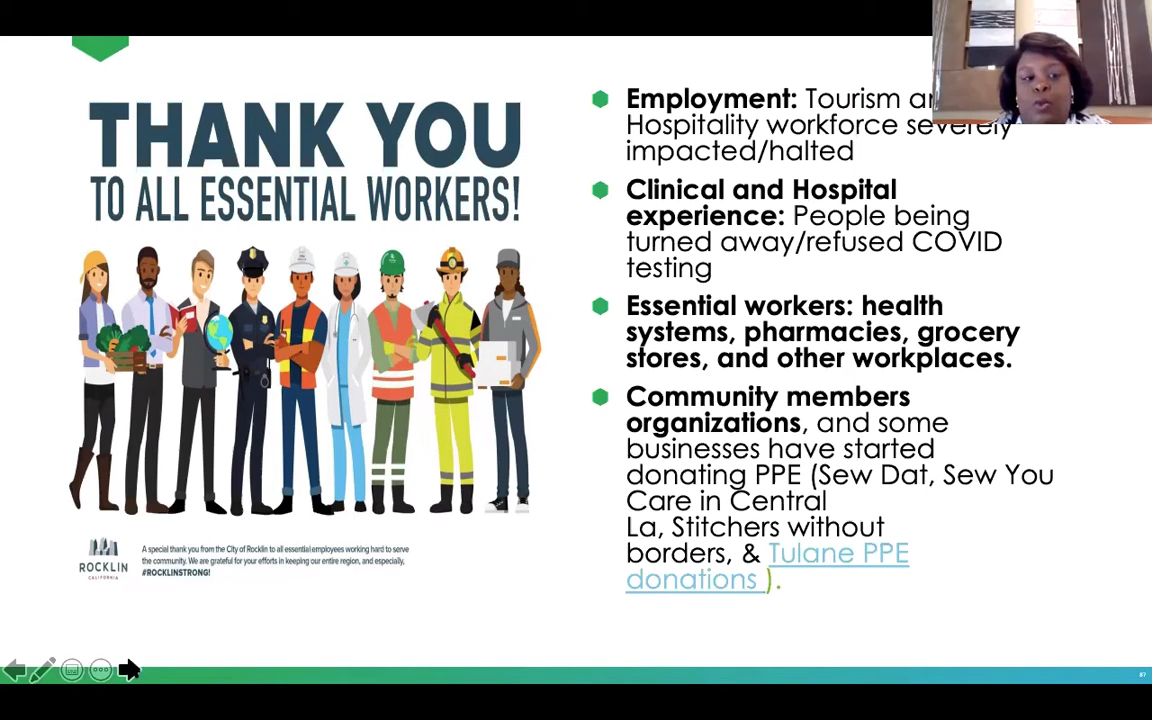 THANK YOU
TO ALL ESSENTIAL WORKERS!
ROCKLIN
CALIFORNIA
A special thank you from the City of Rocklin to all essential employees working hard to serve
the community. We are grateful for your efforts in keeping our entire region, and especially,
#ROCKLINSTRONG!
Employment: Tourism
Hospitality workforce severely
impacted/halted
Clinical and Hospital
experience: People being
turned away/refused COVID
testing
Essential workers: health
systems, pharmacies, grocery
stores, and other workplaces.
Community members
organizations, and some
businesses have started
donating PPE (Sew Dat, Sew You
Care in Central
La, Stitchers without
borders, & Tulane PPE
donations ).
87